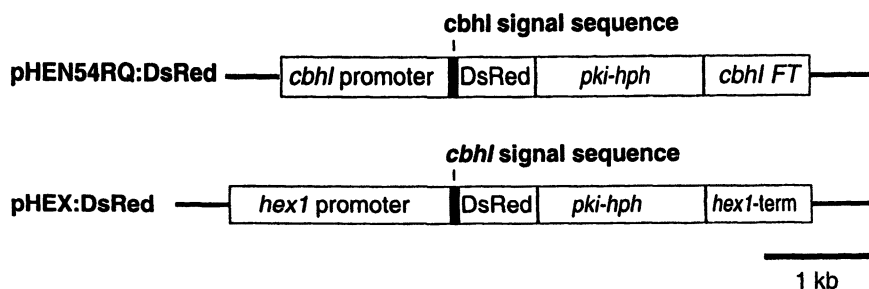 cbhI signal sequence
pHEN54RQ:DsRed cbhI promoter DsRed pki-hph cbhI FT
cbhI signal sequence
pHEX:DsRed hex1 promoter DsRed pki-hph hex1-term
1 kb